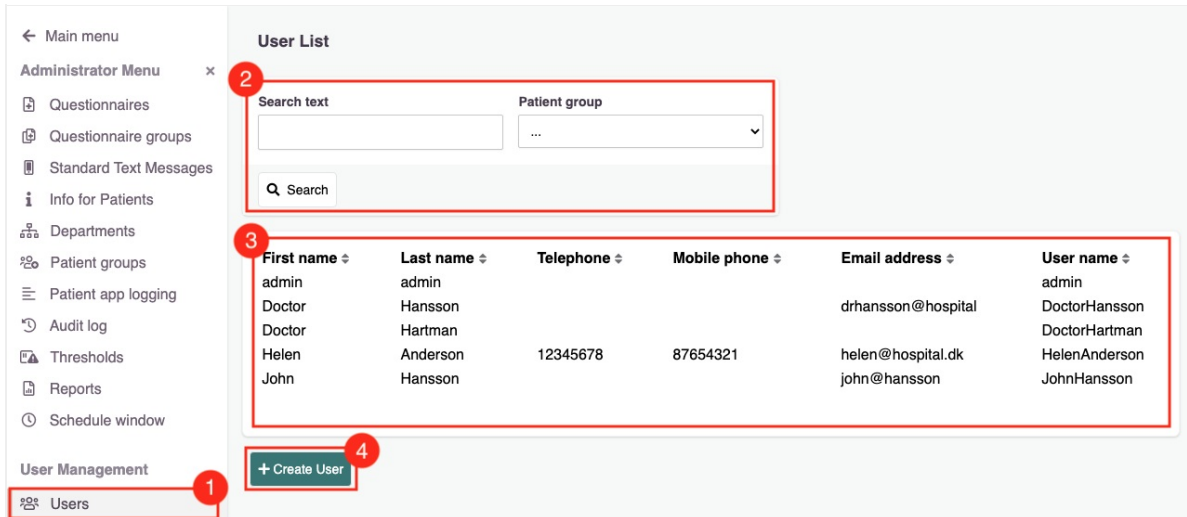 Main menu
Administrator Menu ×
Questionnaires
Questionnaire groups
Standard Text Messages
Info for Patients
Departments
Patient groups
Patient app logging
Audit log
Thresholds
Reports
Schedule window
User Management
1
Users
User List
2
Search text Patient group
...
Search
3
First name Last name Telephone Mobile phone Email address User name
admin admin admin
Doctor Hansson drhansson@hospital DoctorHansson
Doctor Hartman DoctorHartman
Helen Anderson 12345678 87654321 helen@hospital.dk HelenAnderson
John Hansson john@hansson JohnHansson
4
+ Create User